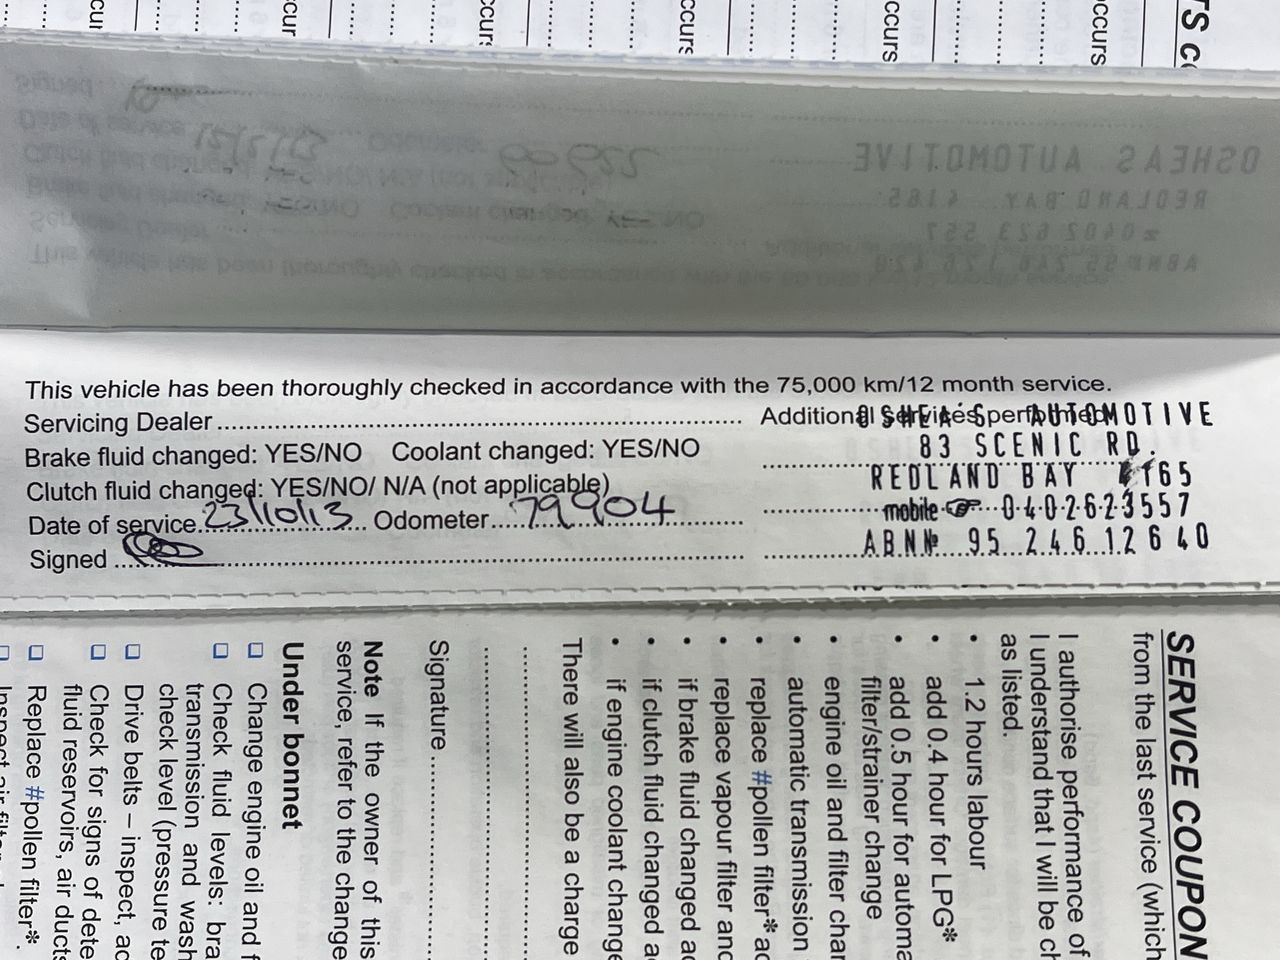 TS
occurs
occurs
occurs
This vehicle has been thoroughly checked in accordance with the 75,000 km/12 month service.
Servicing Dealer
Additional services performed
Brake fluid changed: YES/NO Coolant changed: YES/NO
Clutch fluid changed: YES/NO/ N/A (not applicable)
Date of service 23/10/13 Odometer 79904
Signed
OSHEA'S AUTOMOTIVE
83 SCENIC RD.
REDLAND BAY 4165
mobile ☞ 0402623557
ABN № 95 246 12640
SERVICE COUPON
from the last service (which
I authorise performance of
I understand that I will be ch
as listed.
• 1.2 hours labour
• add 0.4 hour for LPG*
• add 0.5 hour for automa
filter/strainer change
• engine oil and filter char
• automatic transmission
• replace #pollen filter* ac
• replace vapour filter and
• if brake fluid changed ac
• if clutch fluid changed ac
• if engine coolant change
There will also be a charge
Signature
Note If the owner of this
service, refer to the change
Under bonnet
❑ Change engine oil and f
❑ Check fluid levels: bra
transmission and wash
check level (pressure te
❑ Drive belts – inspect, ac
❑ Check for signs of dete
fluid reservoirs, air ducts
❑ Replace #pollen filter*.